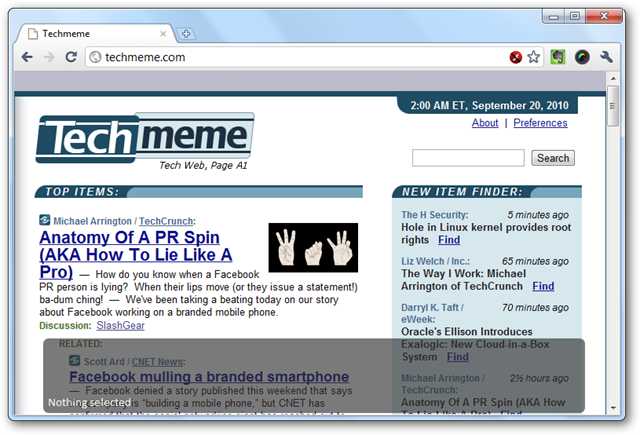 Techmeme
techmeme.com
2:00 AM ET, September 20, 2010
About | Preferences
Techmeme
Tech Web, Page A1
Search
TOP ITEMS:
Michael Arrington / TechCrunch:
Anatomy Of A PR Spin
(AKA How To Lie Like A
Pro) — How do you know when a Facebook
PR person is lying? When their lips move (or they issue a statement!)
ba-dum ching! — We've been taking a beating today on our story
about Facebook working on a branded mobile phone.
Discussion: SlashGear
RELATED:
Scott Ard / CNET News:
Facebook mulling a branded smartphone
— Facebook denied a story published this weekend that says
is "building a mobile phone," but CNET has
Nothing selected
NEW ITEM FINDER:
The H Security: 5 minutes ago
Hole in Linux kernel provides root
rights Find
Liz Welch / Inc.: 65 minutes ago
The Way I Work: Michael
Arrington of TechCrunch Find
Darryl K. Taft / 70 minutes ago
eWeek:
Oracle's Ellison Introduces
Exalogic: New Cloud-in-a-Box
System Find
Michael Arrington / 2½ hours ago
TechCrunch:
Anatomy Of A PR Spin (AKA How
To Lie Like A Pro) Find